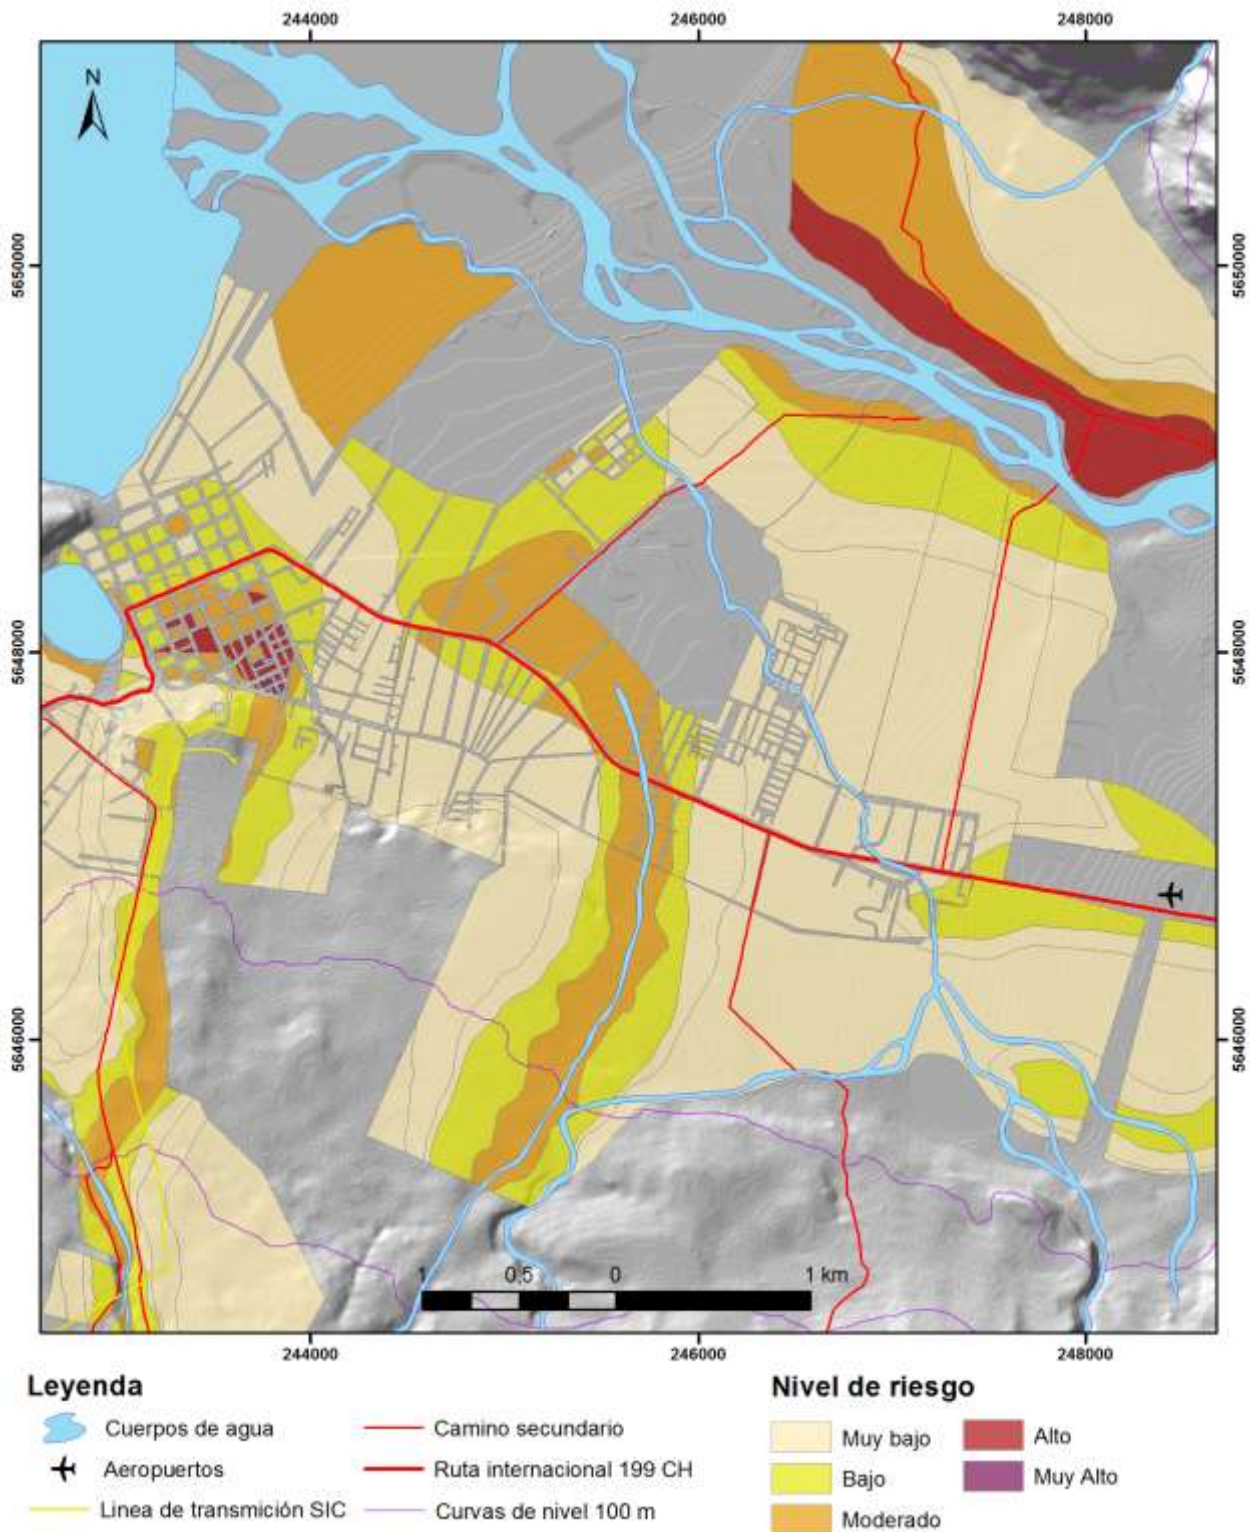 244000 246000 248000
N
5650000 5650000
5648000 5648000
5646000 5646000
1 0,5 0 1 km
244000 246000 248000
Leyenda
Cuerpos de agua
Aeropuertos
Linea de transmición SIC
Camino secundario
Ruta internacional 199 CH
Curvas de nivel 100 m
Nivel de riesgo
Muy bajo
Bajo
Moderado
Alto
Muy Alto